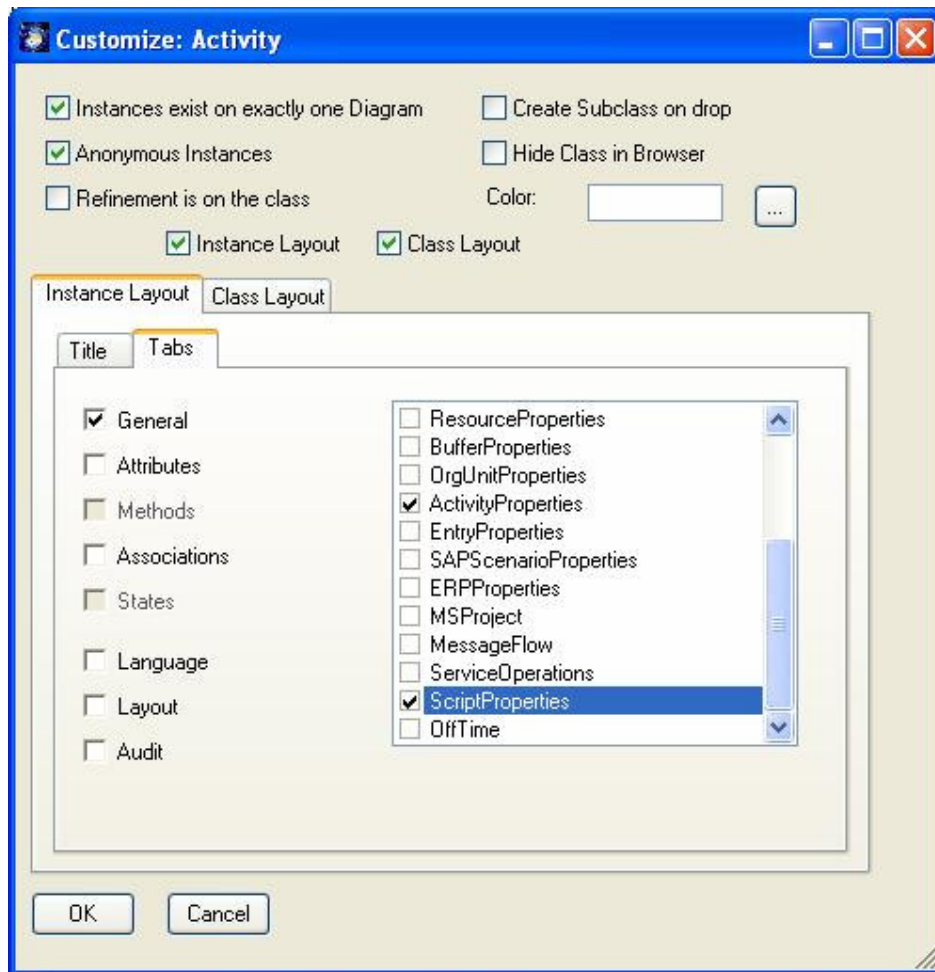 Customize: Activity
Instances exist on exactly one Diagram
Create Subclass on drop
Anonymous Instances
Hide Class in Browser
Refinement is on the class
Color:
...
Instance Layout
Class Layout
Instance Layout
Class Layout
Title
Tabs
General
Attributes
Methods
Associations
States
Language
Layout
Audit
ResourceProperties
BufferProperties
OrgUnitProperties
ActivityProperties
EntryProperties
SAPScenarioProperties
ERPProperties
MSProject
MessageFlow
ServiceOperations
ScriptProperties
OffTime
OK
Cancel